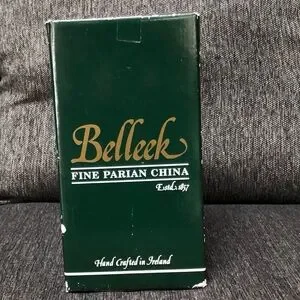 Belleek
FINE PARIAN CHINA
Estd. 1857
Hand Crafted in Ireland